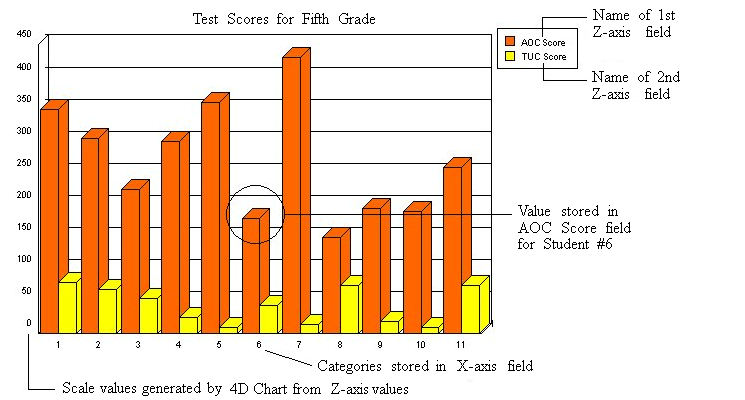 Test Scores for Fifth Grade
450
400
350
300
250
200
150
100
50
0
1 2 3 4 5 6 7 8 9 10 11
AOC Score
TUC Score
Name of 1st
Z-axis field
Name of 2nd
Z-axis field
Value stored in
AOC Score field
for Student #6
Categories stored in X-axis field
Scale values generated by 4D Chart from Z-axis values